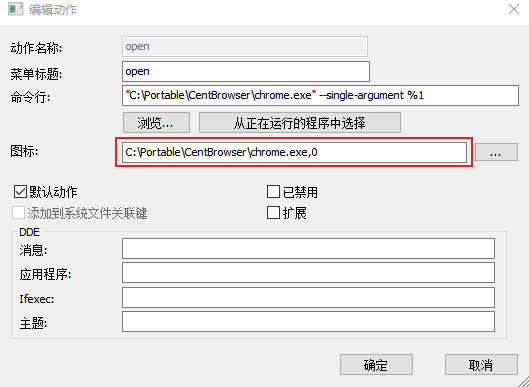 编辑动作
动作名称: open
菜单标题: open
命令行: "C:\Portable\CentBrowser\chrome.exe" --single-argument %1
浏览... 从正在运行的程序中选择
图标: C:\Portable\CentBrowser\chrome.exe,0 ...
默认动作 已禁用
添加到系统文件关联键 扩展
DDE
消息:
应用程序:
Ifexec:
主题:
确定 取消